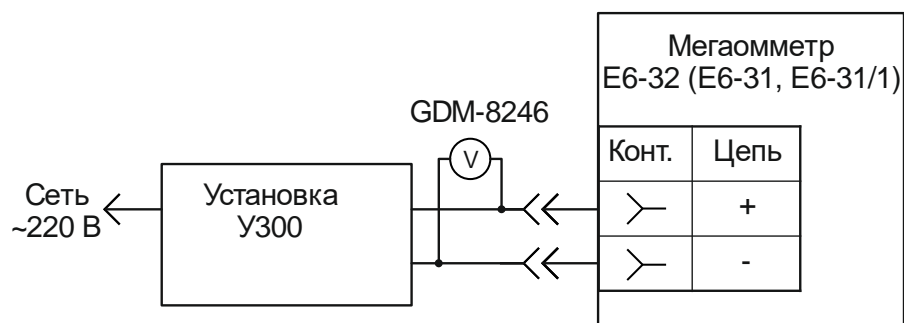 Мегаомметр
Е6-32 (Е6-31, Е6-31/1)
GDM-8246
V
Конт.
Цепь
Сеть
~220 В
Установка
У300
+
-